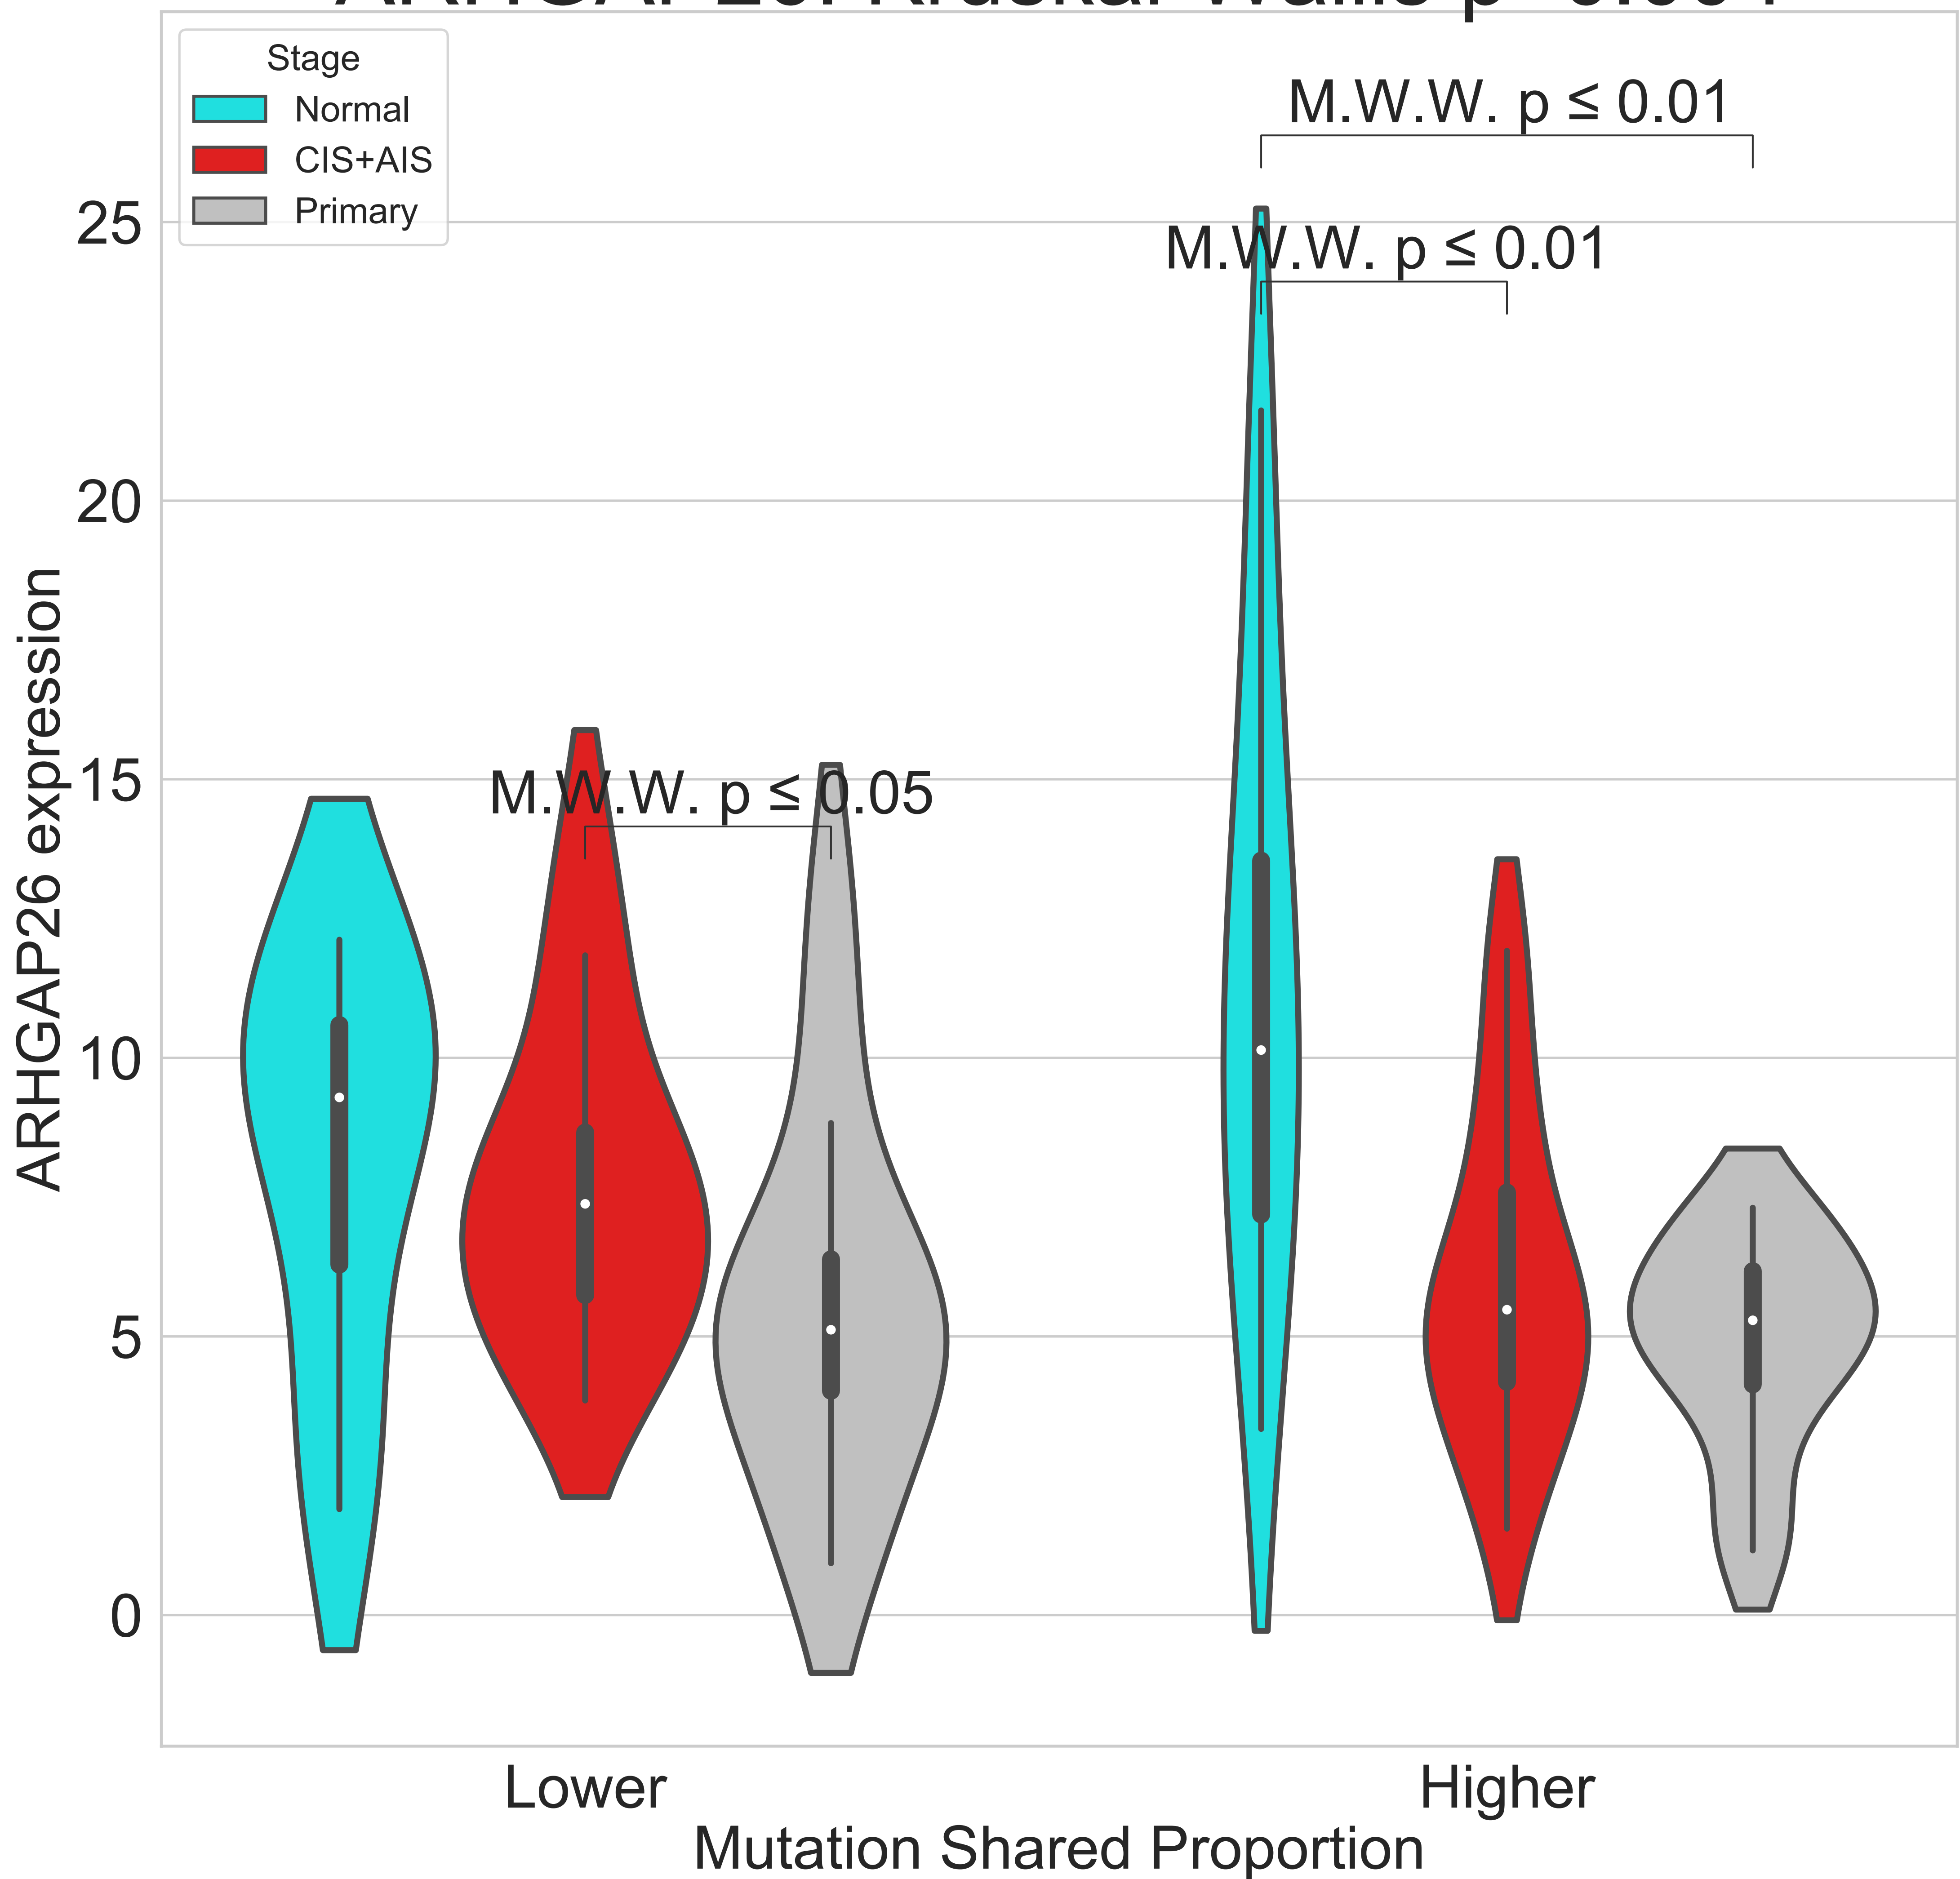 Stage
Normal
CIS+AIS
Primary
M.W.W. p ≤ 0.01
M.W.W. p ≤ 0.01
M.W.W. p ≤ 0.05
25
20
15
10
5
0
ARHGAP26 expression
Lower
Higher
Mutation Shared Proportion